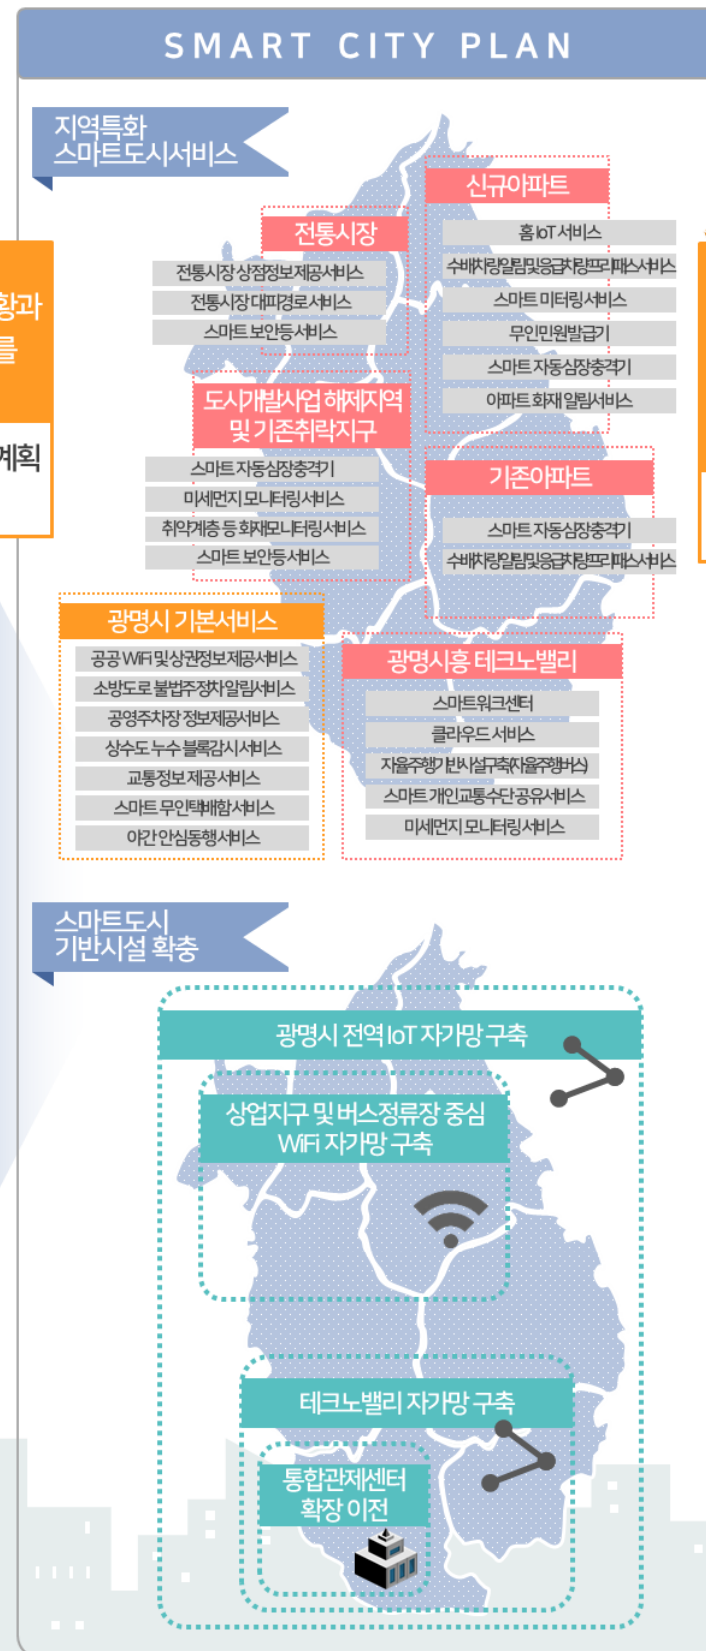 SMART CITY PLAN
지역특화
스마트도시서비스
신규아파트
홈 IoT 서비스
수배차량알림및응급차량프리패스서비스
스마트 미터링 서비스
무인민원발급기
스마트 자동심장충격기
아파트 화재 알림서비스
전통시장
전통시장 상점정보 제공서비스
전통시장 대피경로 서비스
스마트 보안등 서비스
황과
를
계획
도시개발사업 해제지역
및 기존취락지구
스마트 자동심장충격기
미세먼지 모니터링 서비스
취약계층 등 화재모니터링 서비스
스마트 보안등 서비스
기존아파트
스마트 자동심장충격기
수배차량알림및응급차량프리패스서비스
광명시 기본서비스
공공 WiFi 및 상권정보 제공서비스
소방도로 불법주정차 알림서비스
공영주차장 정보제공서비스
상수도 누수 블록감시 서비스
교통정보 제공 서비스
스마트 무인택배함 서비스
야간 안심동행 서비스
광명시흥 테크노밸리
스마트워크센터
클라우드 서비스
자율주행기반시설구축(자율주행버스)
스마트 개인교통수단 공유서비스
미세먼지 모니터링 서비스
스마트도시
기반시설 확충
광명시 전역 IoT 자가망 구축
상업지구 및 버스정류장 중심
WiFi 자가망 구축
테크노밸리 자가망 구축
통합관제센터
확장 이전